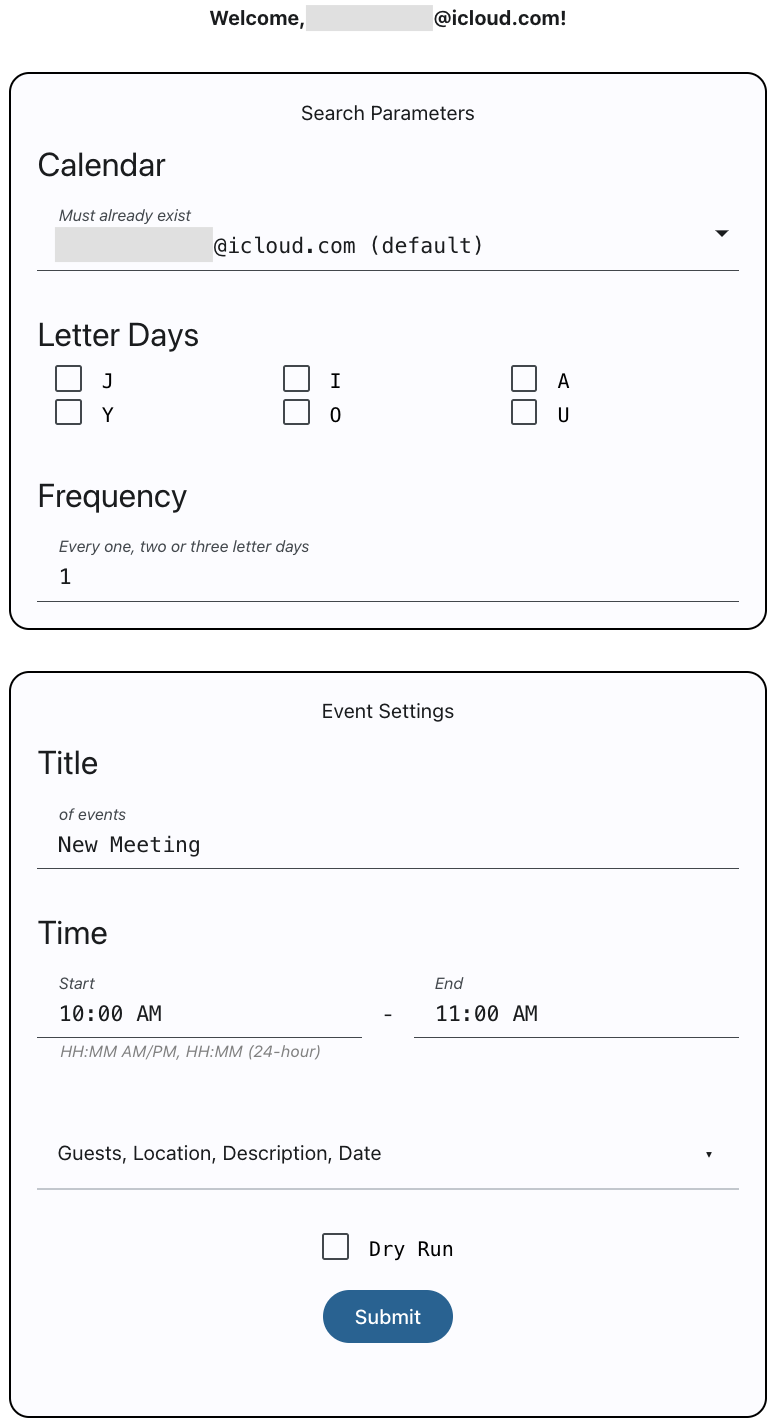 Welcome, @icloud.com!
Search Parameters
Calendar
Must already exist
@icloud.com (default)
Letter Days
J I A
Y O U
Frequency
Every one, two or three letter days
1
Event Settings
Title
of events
New Meeting
Time
Start End
10:00 AM - 11:00 AM
HH:MM AM/PM, HH:MM (24-hour)
Guests, Location, Description, Date
Dry Run
Submit